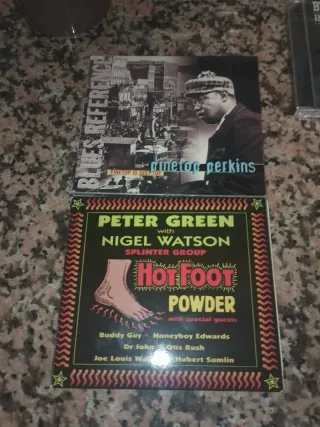 BLUES REFERENCE
pinetop perkins
PETER GREEN
with
NIGEL WATSON
SPLINTER GROUP
HOT FOOT
POWDER
with special guests
Buddy Guy · Honeyboy Edwards
Dr John Otis Rush
Joe Louis Hubert Sumlin